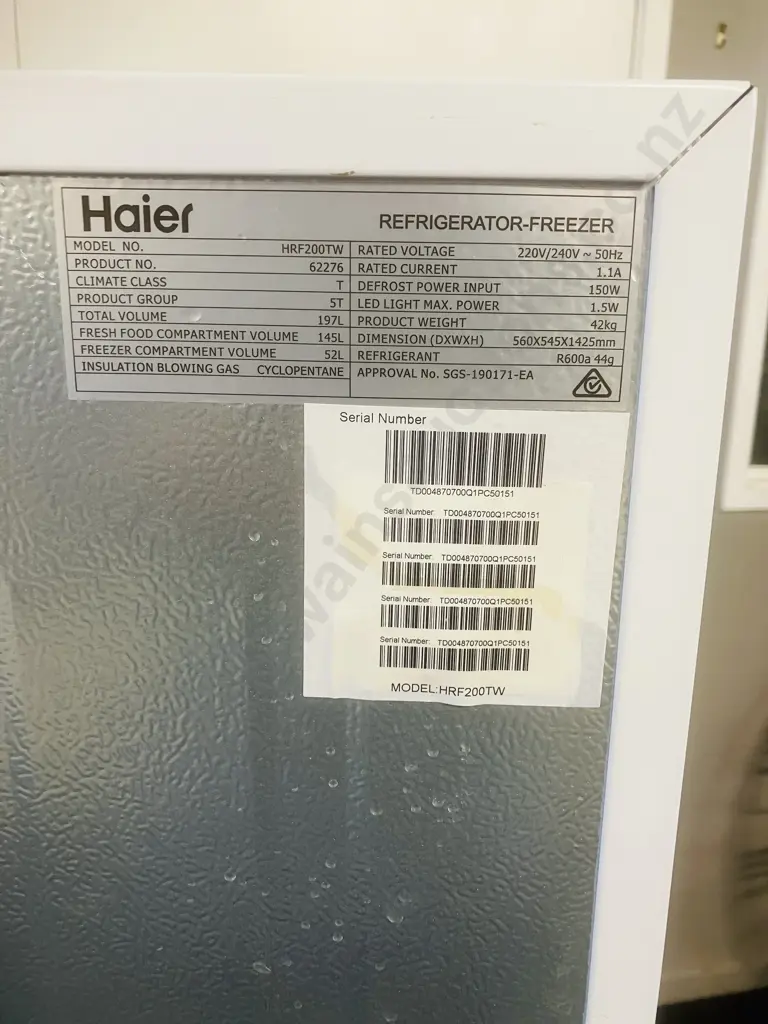 Haier
REFRIGERATOR-FREEZER
MODEL NO. HRF200TW
PRODUCT NO. 62276
CLIMATE CLASS T
PRODUCT GROUP 5T
TOTAL VOLUME 197L
FRESH FOOD COMPARTMENT VOLUME 145L
FREEZER COMPARTMENT VOLUME 52L
INSULATION BLOWING GAS CYCLOPENTANE
RATED VOLTAGE 220V/240V ~ 50Hz
RATED CURRENT 1.1A
DEFROST POWER INPUT 150W
LED LIGHT MAX. POWER 1.5W
PRODUCT WEIGHT 42kg
DIMENSION (DXWXH) 560X545X1425mm
REFRIGERANT R600a 44g
APPROVAL No. SGS-190171-EA
Serial Number
TD004870700Q1PC50151
Serial Number: TD004870700Q1PC50151
Serial Number: TD004870700Q1PC50151
Serial Number: TD004870700Q1PC50151
Serial Number: TD004870700Q1PC50151
MODEL:HRF200TW